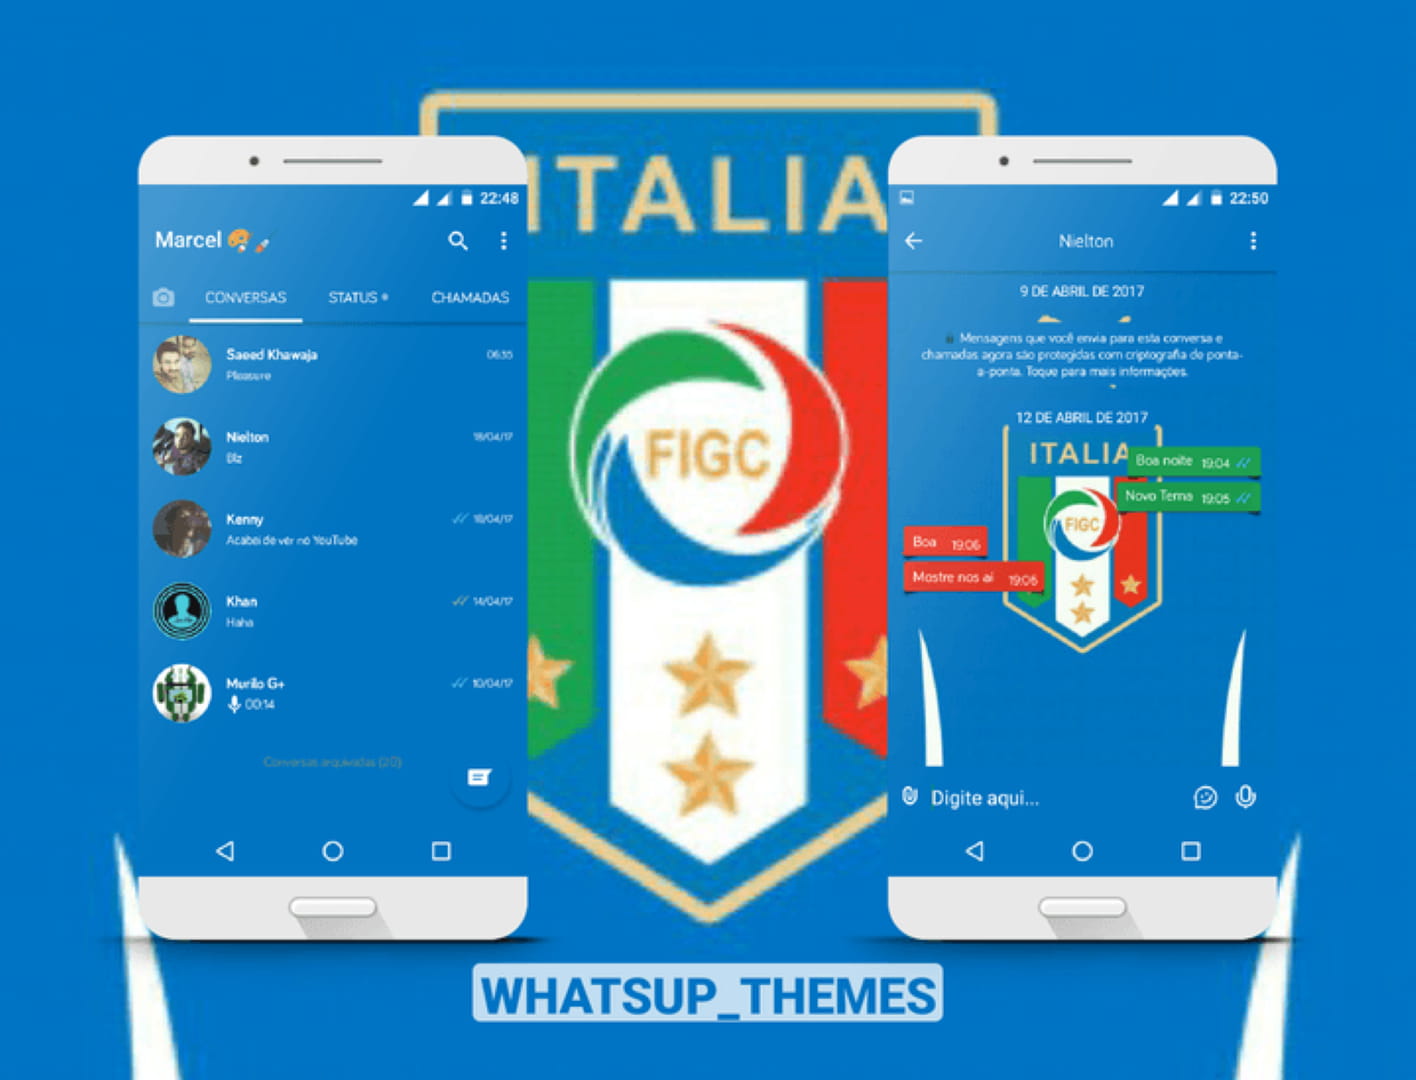 ITALIA
FIGC
22:48
Marcel
CONVERSAS STATUS CHAMADAS
Saeed Khawaja 06:35
Pleasure
Nielton 18/04/17
Blz
Kenny 18/04/17
Acabei de ver no YouTube
Khan 14/04/17
Haha
Murilo G+ 10/04/17
00:14
Conversas arquivadas (20)
22:50
Nielton
9 DE ABRIL DE 2017
Mensagens que você envia para esta conversa e
chamadas agora são protegidas com criptografia de ponta-
a-ponta. Toque para mais informações.
12 DE ABRIL DE 2017
ITALIA
Boa noite 19:04
Novo Tema 19:05
FIGC
Boa 19:06
Mostre nos aí 19:06
Digite aqui...
WHATSUP_THEMES